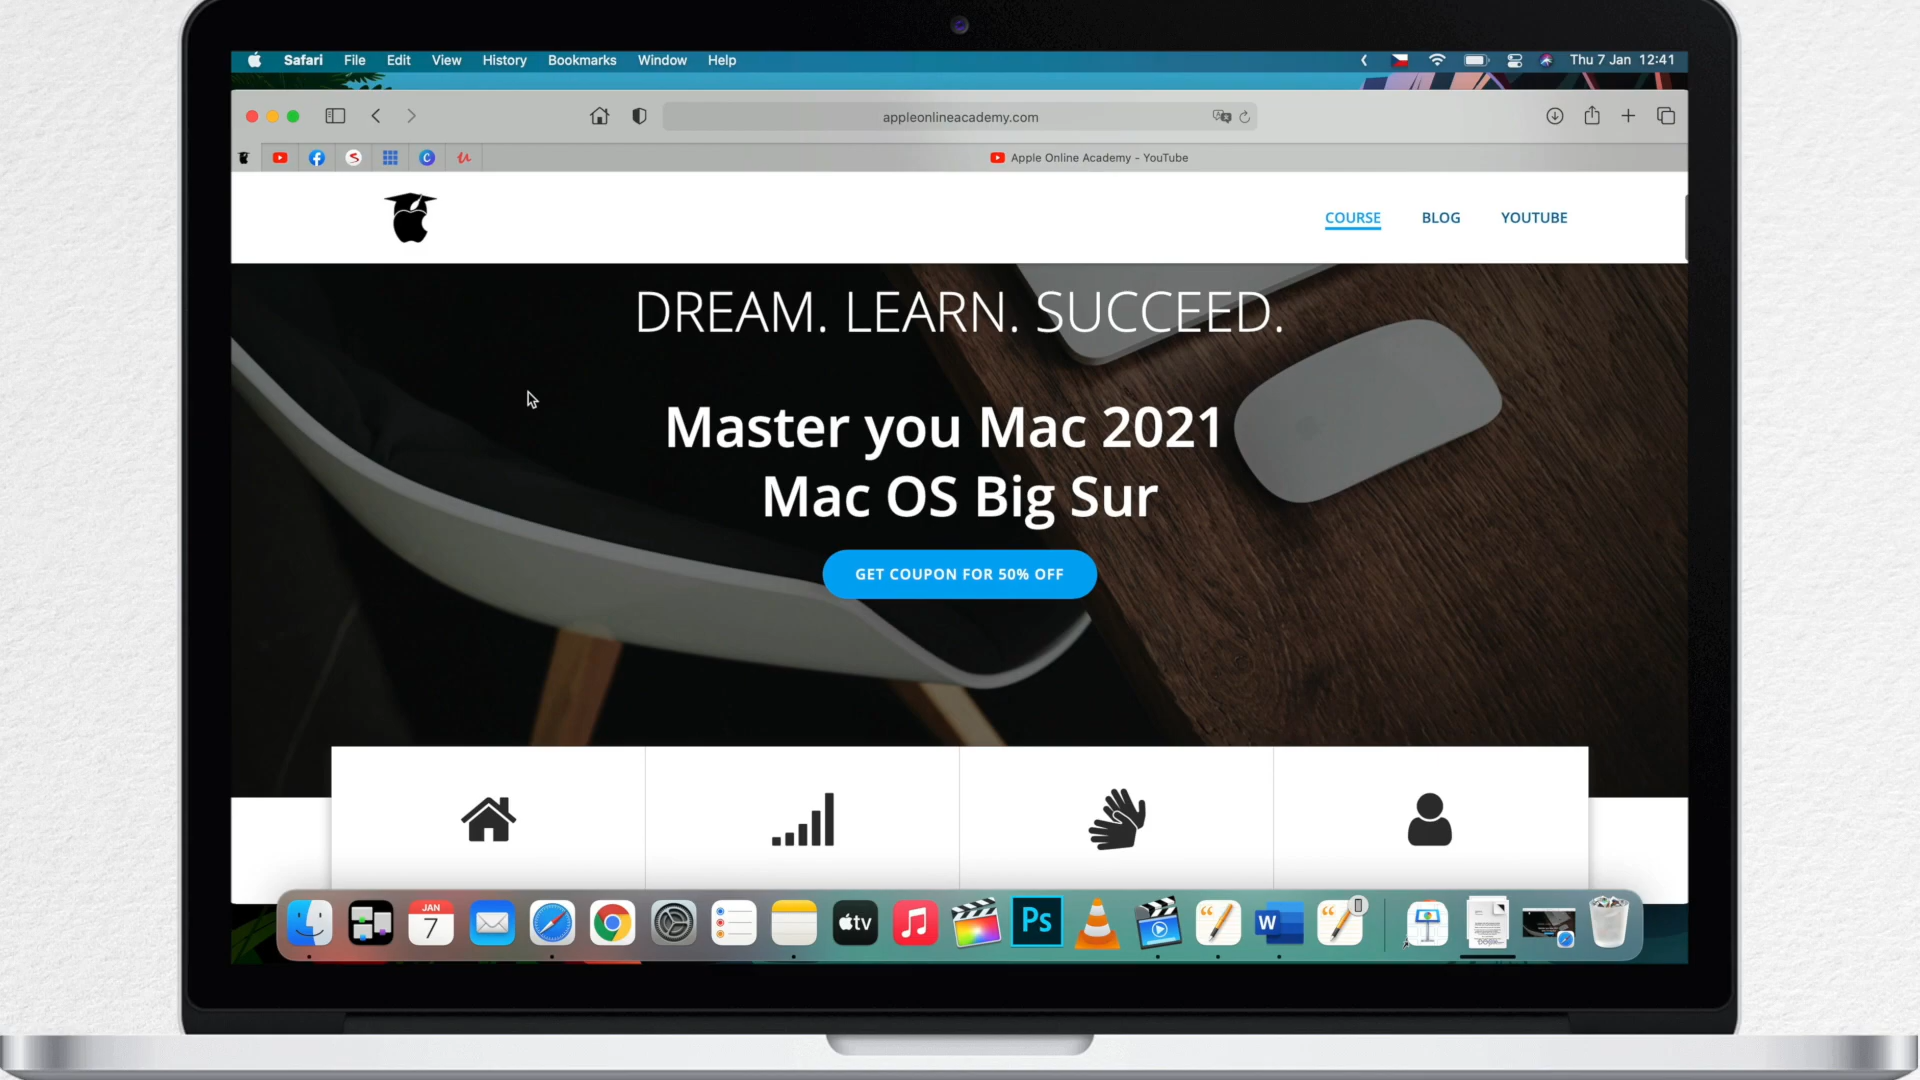 Safari File Edit View History Bookmarks Window Help Thu 7 Jan 12:41
appleonlineacademy.com
Apple Online Academy - YouTube
COURSE BLOG YOUTUBE
DREAM. LEARN. SUCCEED.
Master you Mac 2021
Mac OS Big Sur
GET COUPON FOR 50% OFF
JAN
7
tv
Ps
W